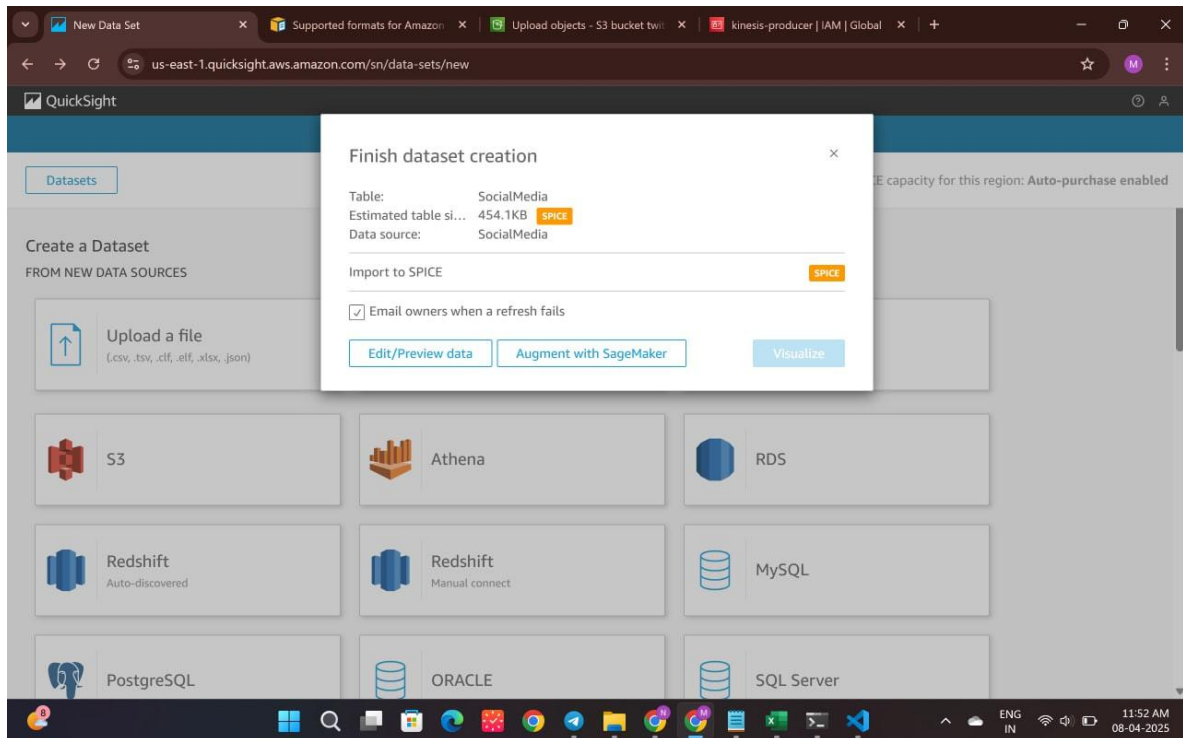 New Data Set
Supported formats for Amazon
Upload objects - S3 bucket twit
kinesis-producer | IAM | Global
us-east-1.quicksight.aws.amazon.com/sn/data-sets/new
M
QuickSight
Datasets
E capacity for this region: Auto-purchase enabled
Finish dataset creation
Table: SocialMedia
Estimated table si... 454.1KB SPICE
Data source: SocialMedia
Import to SPICE SPICE
Email owners when a refresh fails
Edit/Preview data Augment with SageMaker Visualize
Create a Dataset
FROM NEW DATA SOURCES
Upload a file
(.csv, .tsv, .clf, .elf, .xlsx, .json)
S3
Athena
RDS
Redshift
Auto-discovered
Redshift
Manual connect
MySQL
PostgreSQL
ORACLE
SQL Server
8
ENG
IN
11:52 AM
08-04-2025